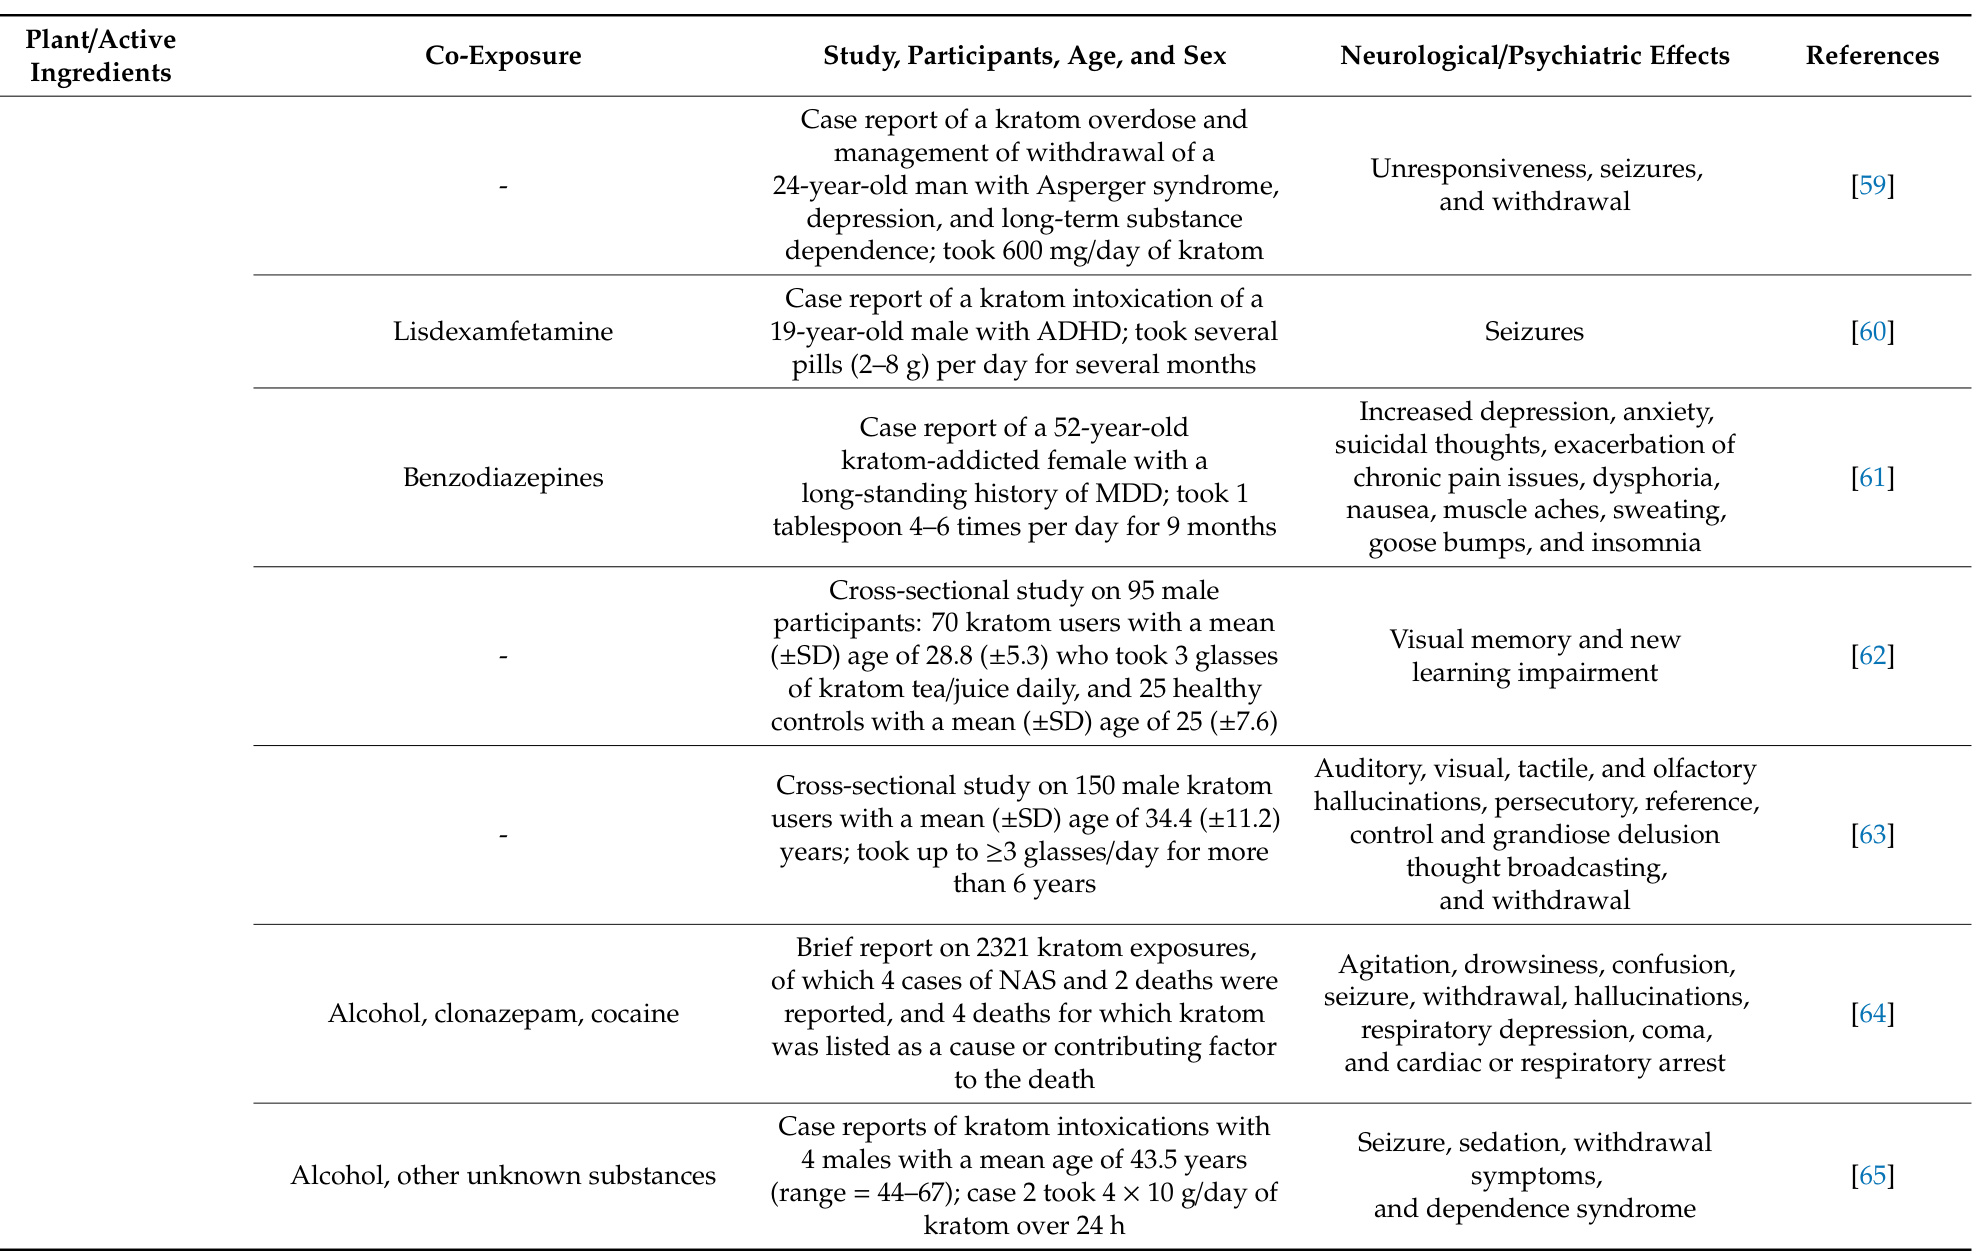 Plant/Active
Ingredients
Co-Exposure
Study, Participants, Age, and Sex
Neurological/Psychiatric Effects
References
-
Case report of a kratom overdose and
management of withdrawal of a
24-year-old man with Asperger syndrome,
depression, and long-term substance
dependence; took 600 mg/day of kratom
Unresponsiveness, seizures,
and withdrawal
[59]
Lisdexamfetamine
Case report of a kratom intoxication of a
19-year-old male with ADHD; took several
pills (2–8 g) per day for several months
Seizures
[60]
Benzodiazepines
Case report of a 52-year-old
kratom-addicted female with a
long-standing history of MDD; took 1
tablespoon 4–6 times per day for 9 months
Increased depression, anxiety,
suicidal thoughts, exacerbation of
chronic pain issues, dysphoria,
nausea, muscle aches, sweating,
goose bumps, and insomnia
[61]
-
Cross-sectional study on 95 male
participants: 70 kratom users with a mean
(±SD) age of 28.8 (±5.3) who took 3 glasses
of kratom tea/juice daily, and 25 healthy
controls with a mean (±SD) age of 25 (±7.6)
Visual memory and new
learning impairment
[62]
-
Cross-sectional study on 150 male kratom
users with a mean (±SD) age of 34.4 (±11.2)
years; took up to ≥3 glasses/day for more
than 6 years
Auditory, visual, tactile, and olfactory
hallucinations, persecutory, reference,
control and grandiose delusion
thought broadcasting,
and withdrawal
[63]
Alcohol, clonazepam, cocaine
Brief report on 2321 kratom exposures,
of which 4 cases of NAS and 2 deaths were
reported, and 4 deaths for which kratom
was listed as a cause or contributing factor
to the death
Agitation, drowsiness, confusion,
seizure, withdrawal, hallucinations,
respiratory depression, coma,
and cardiac or respiratory arrest
[64]
Alcohol, other unknown substances
Case reports of kratom intoxications with
4 males with a mean age of 43.5 years
(range = 44–67); case 2 took 4 × 10 g/day of
kratom over 24 h
Seizure, sedation, withdrawal
symptoms,
and dependence syndrome
[65]